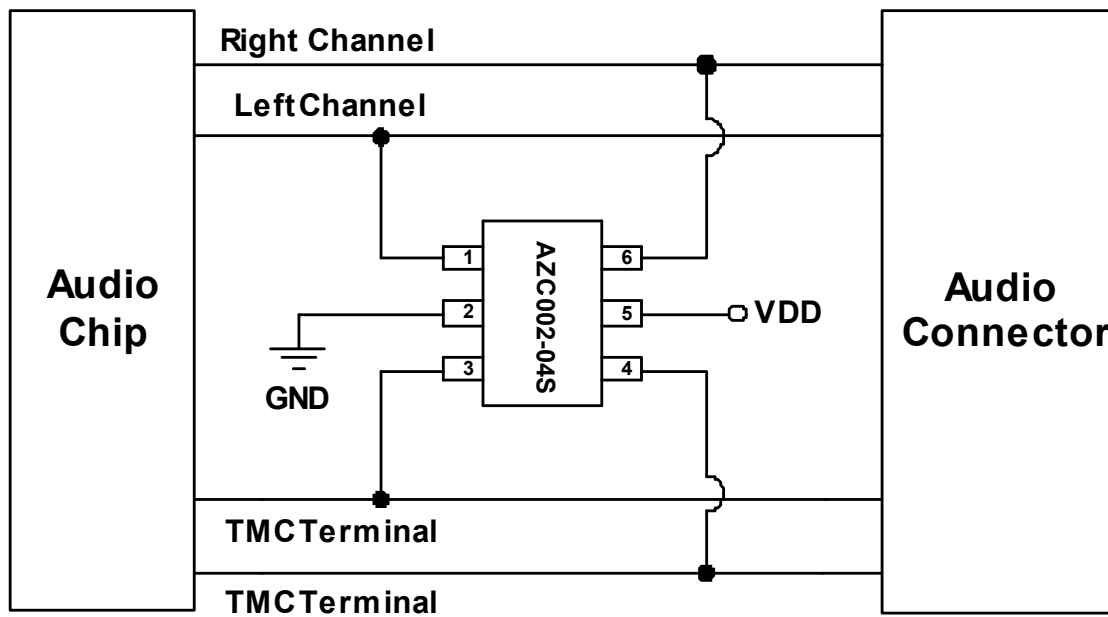 Right Channel
Left Channel
Audio
Chip
1
2
3
AZC002-04S
6
5
4
VDD
GND
Audio
Connector
TMC Terminal
TMC Terminal